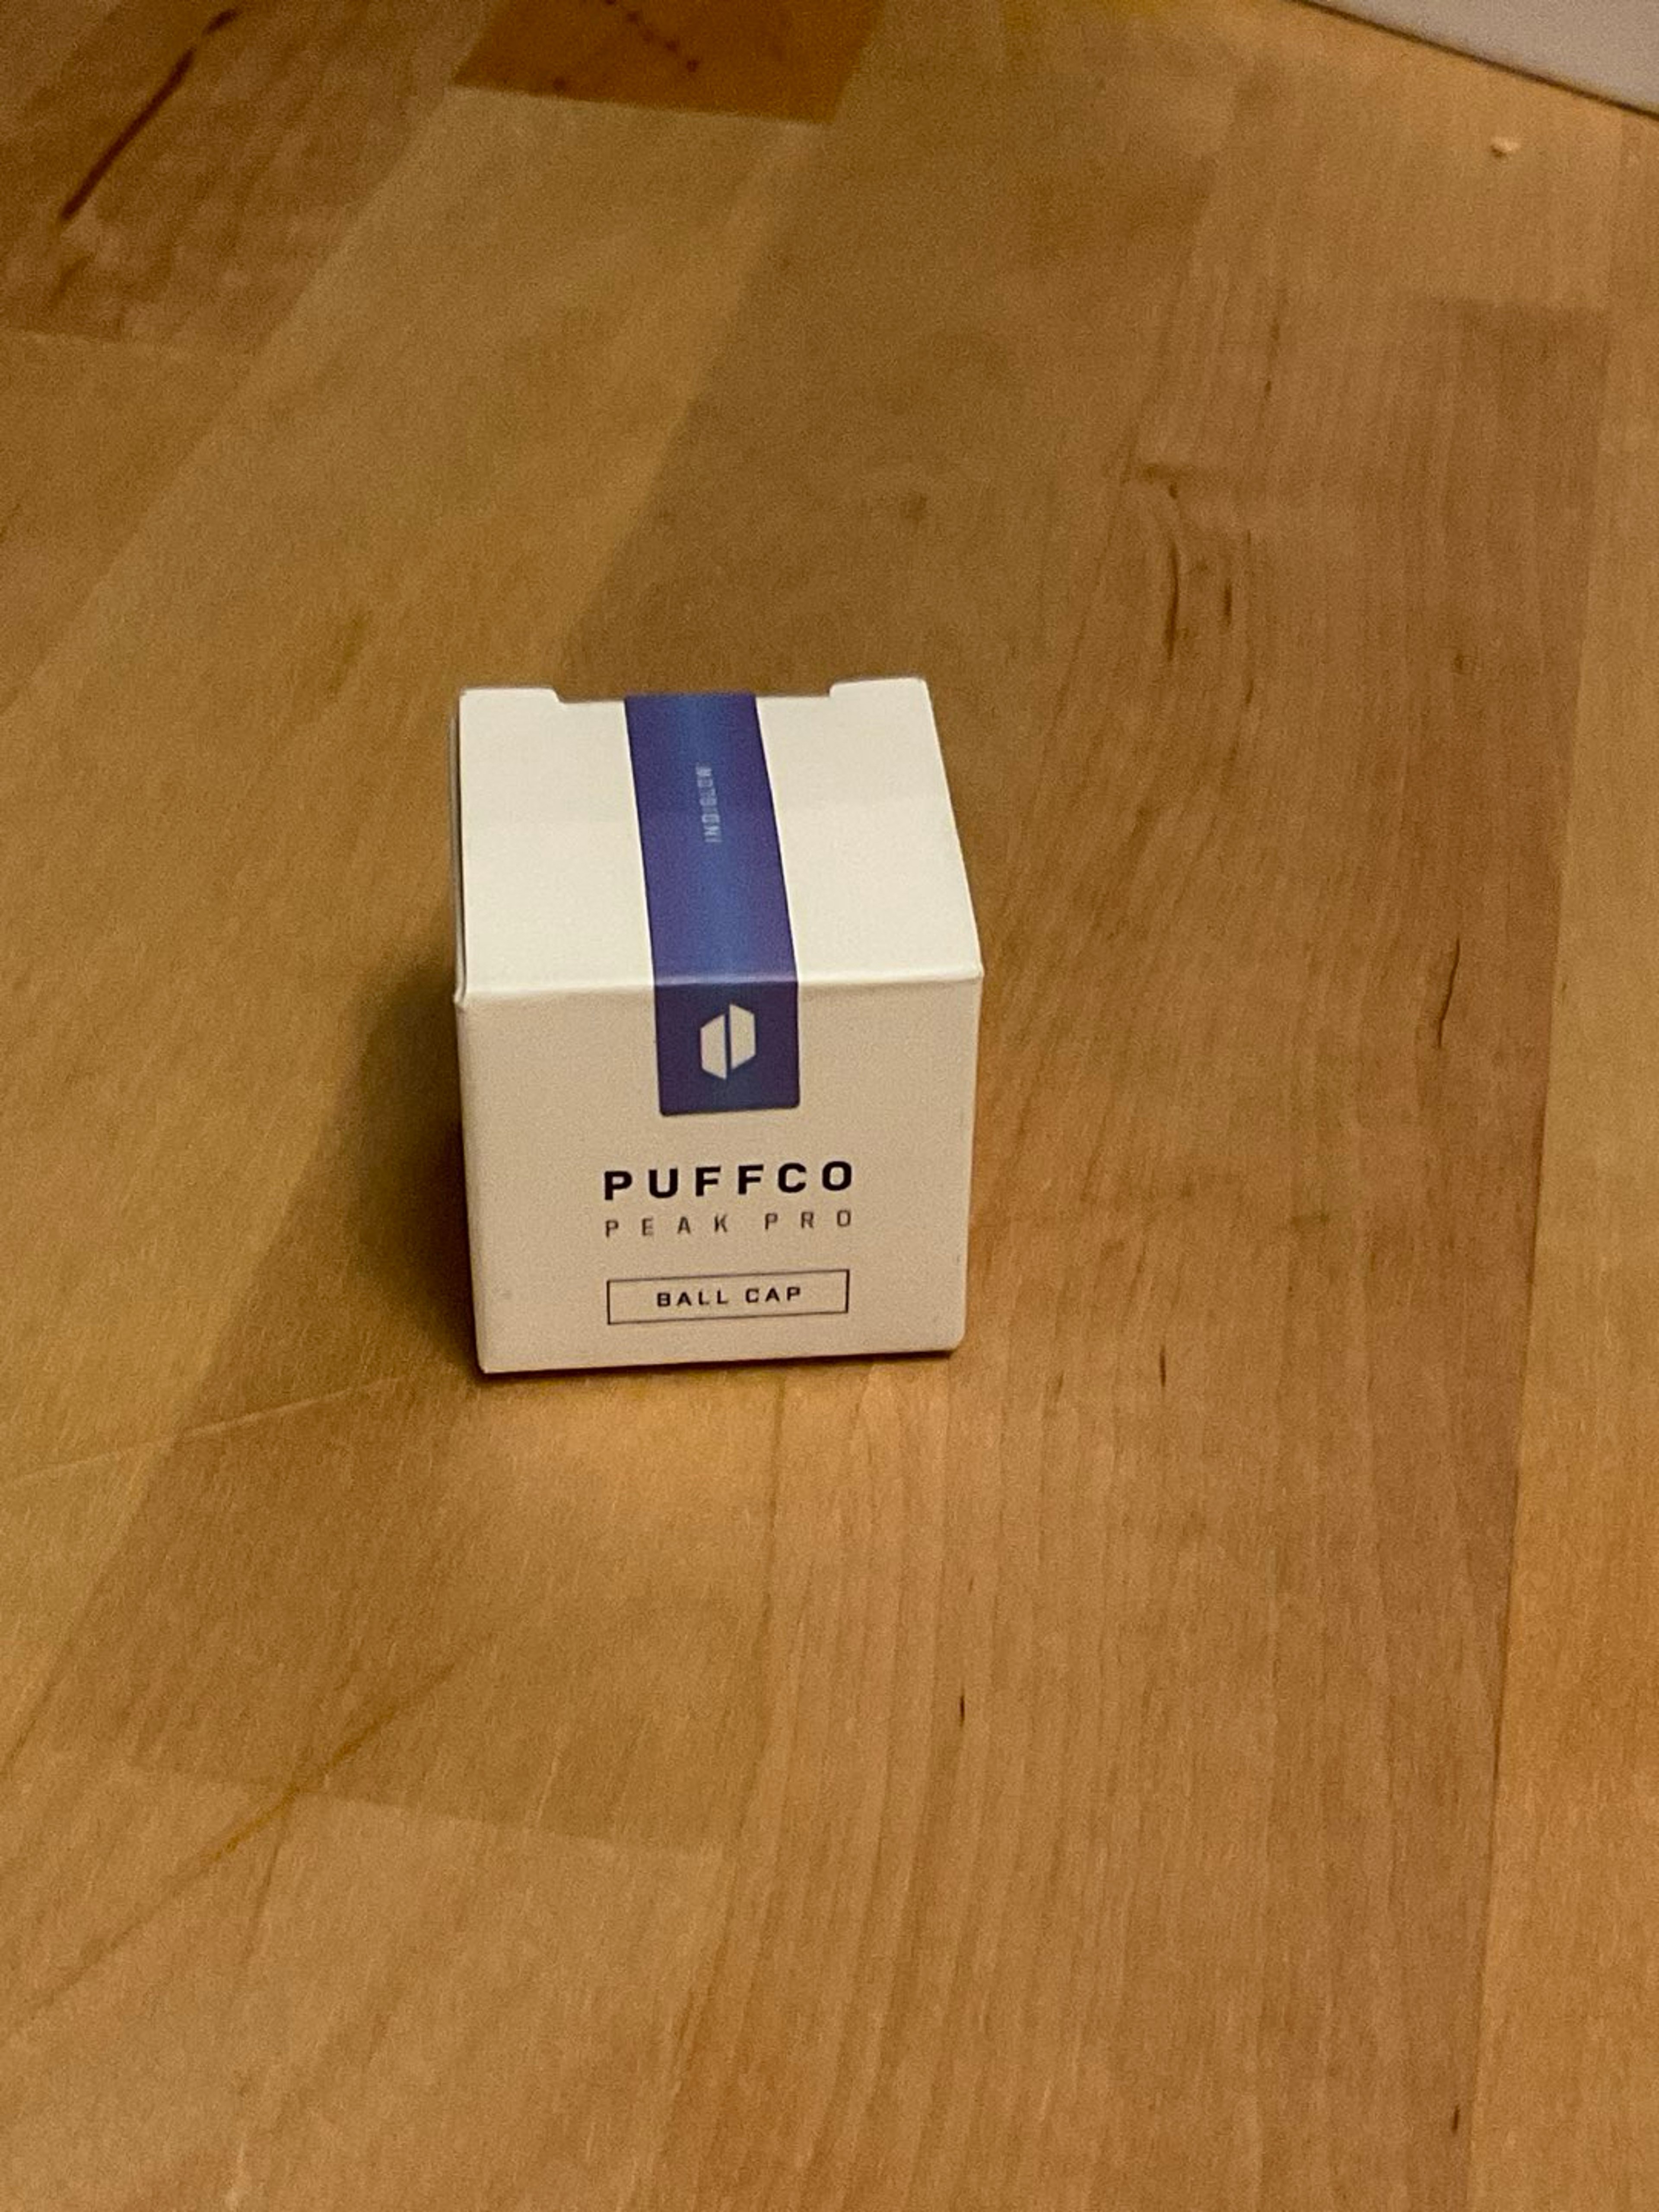 INDIGLOW
PUFFCO
PEAK PRO
BALL CAP